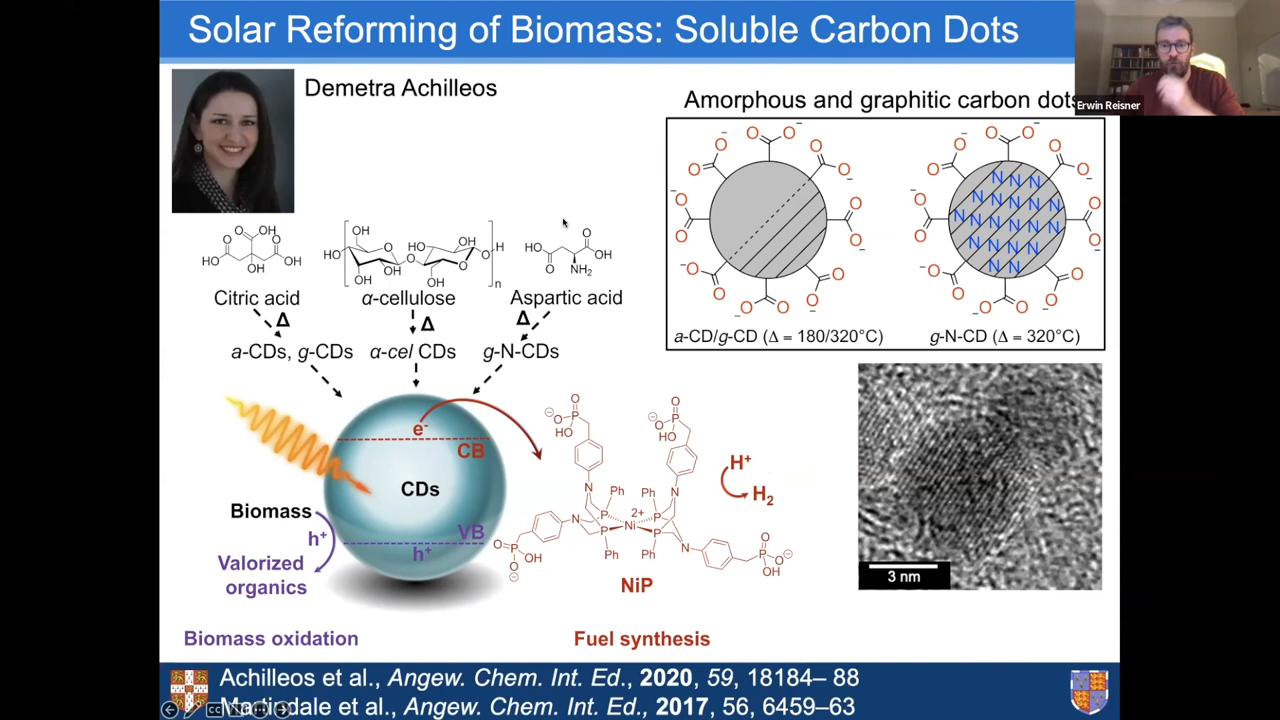 Solar Reforming of Biomass: Soluble Carbon Dots
Erwin Reisner
Demetra Achilleos
Amorphous and graphitic carbon dots
a-CD/g-CD (Δ = 180/320°C)
g-N-CD (Δ = 320°C)
Citric acid
α-cellulose
Aspartic acid
Δ
Δ
Δ
a-CDs, g-CDs
α-cel CDs
g-N-CDs
e-
CB
CDs
VB
h+
Biomass
h+
Valorized
organics
H+
H2
NiP
3 nm
Biomass oxidation
Fuel synthesis
Achilleos et al., Angew. Chem. Int. Ed., 2020, 59, 18184– 88
Martindale et al., Angew. Chem. Int. Ed., 2017, 56, 6459–63